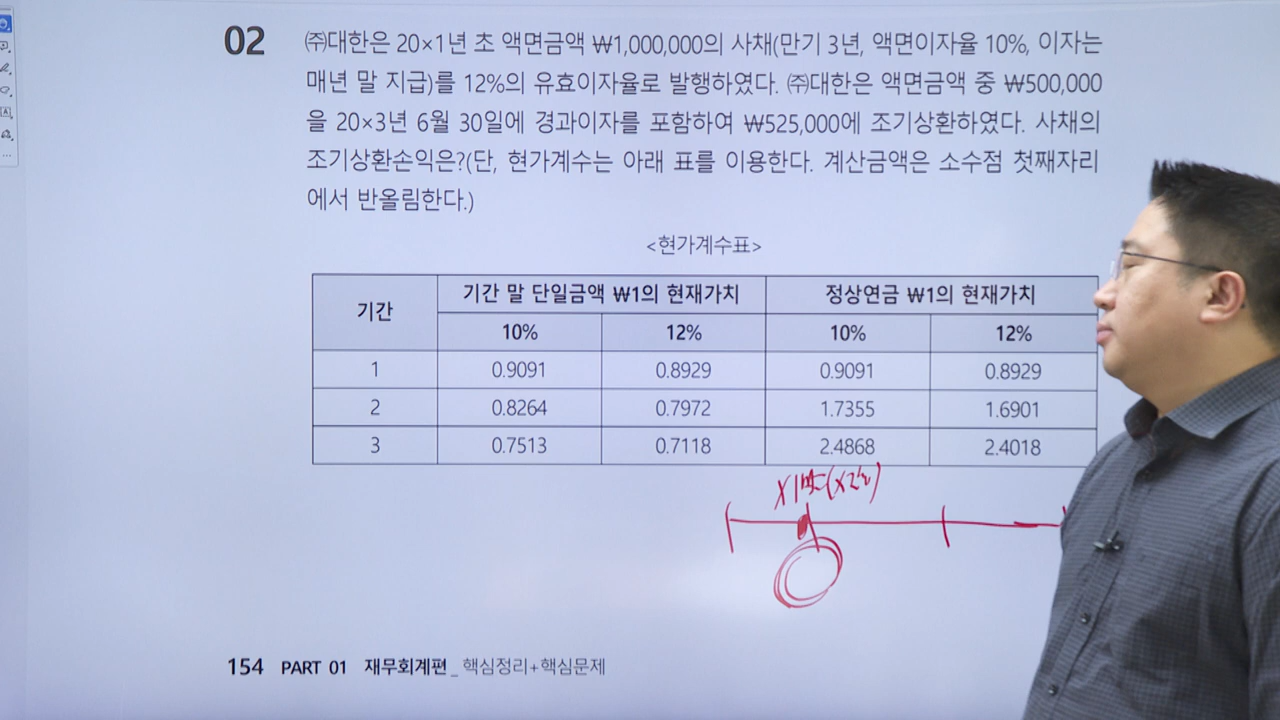 02
㈜대한은 20×1년 초 액면금액 ₩1,000,000의 사채(만기 3년, 액면이자율 10%, 이자는
매년 말 지급)를 12%의 유효이자율로 발행하였다. ㈜대한은 액면금액 중 ₩500,000
을 20×3년 6월 30일에 경과이자를 포함하여 ₩525,000에 조기상환하였다. 사채의
조기상환손익은?(단, 현가계수는 아래 표를 이용한다. 계산금액은 소수점 첫째자리
에서 반올림한다.)
<현가계수표>
기간 기간 말 단일금액 ₩1의 현재가치 정상연금 ₩1의 현재가치
10% 12% 10% 12%
1 0.9091 0.8929 0.9091 0.8929
2 0.8264 0.7972 1.7355 1.6901
3 0.7513 0.7118 2.4868 2.4018
154 PART 01 재무회계편 _ 핵심정리+핵심문제